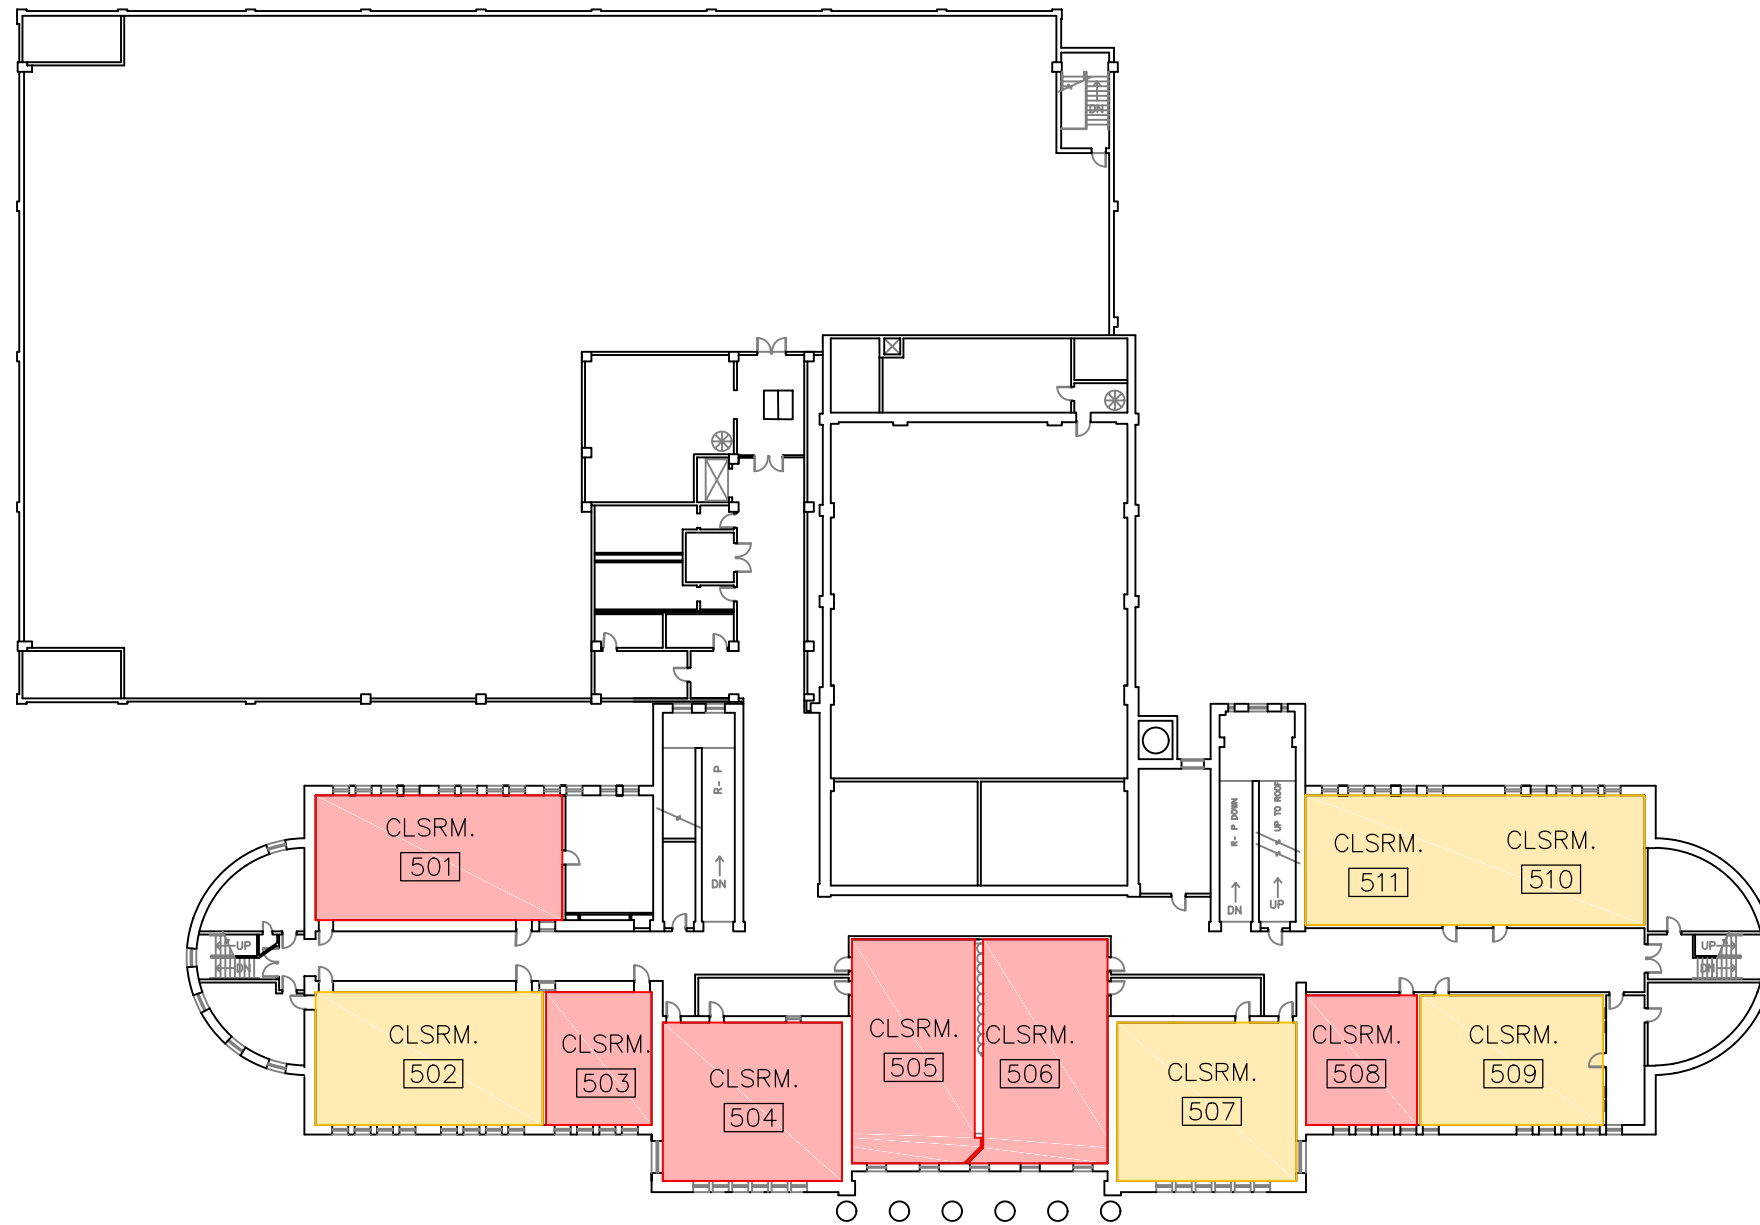 DN
R- P
DN
R- P DOWN
DN
UP TO ROOF
UP
CLSRM.
501
CLSRM.
511
CLSRM.
510
UP
DN
UP
DN
CLSRM.
502
CLSRM.
503
CLSRM.
504
CLSRM.
505
CLSRM.
506
CLSRM.
507
CLSRM.
508
CLSRM.
509